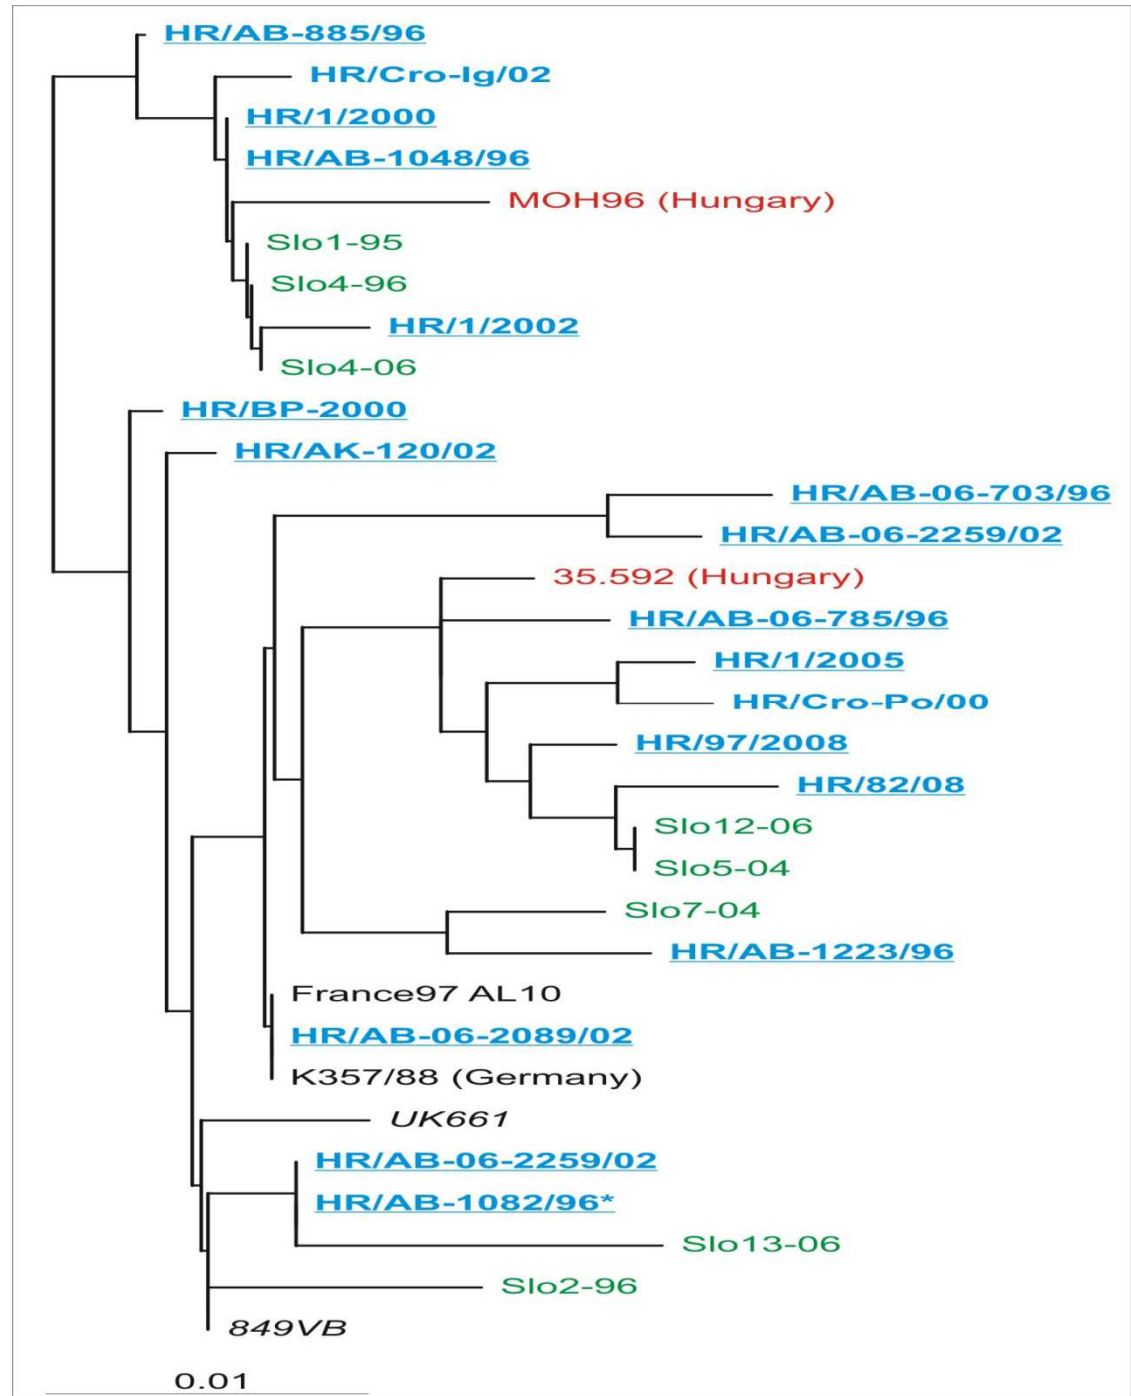 HR/AB-885/96
HR/Cro-Ig/02
HR/1/2000
HR/AB-1048/96
MOH96 (Hungary)
Slo1-95
Slo4-96
HR/1/2002
Slo4-06
HR/BP-2000
HR/AK-120/02
HR/AB-06-703/96
HR/AB-06-2259/02
35.592 (Hungary)
HR/AB-06-785/96
HR/1/2005
HR/Cro-Po/00
HR/97/2008
HR/82/08
Slo12-06
Slo5-04
Slo7-04
HR/AB-1223/96
France97 AL10
HR/AB-06-2089/02
K357/88 (Germany)
UK661
HR/AB-06-2259/02
HR/AB-1082/96*
Slo13-06
Slo2-96
849VB
0.01